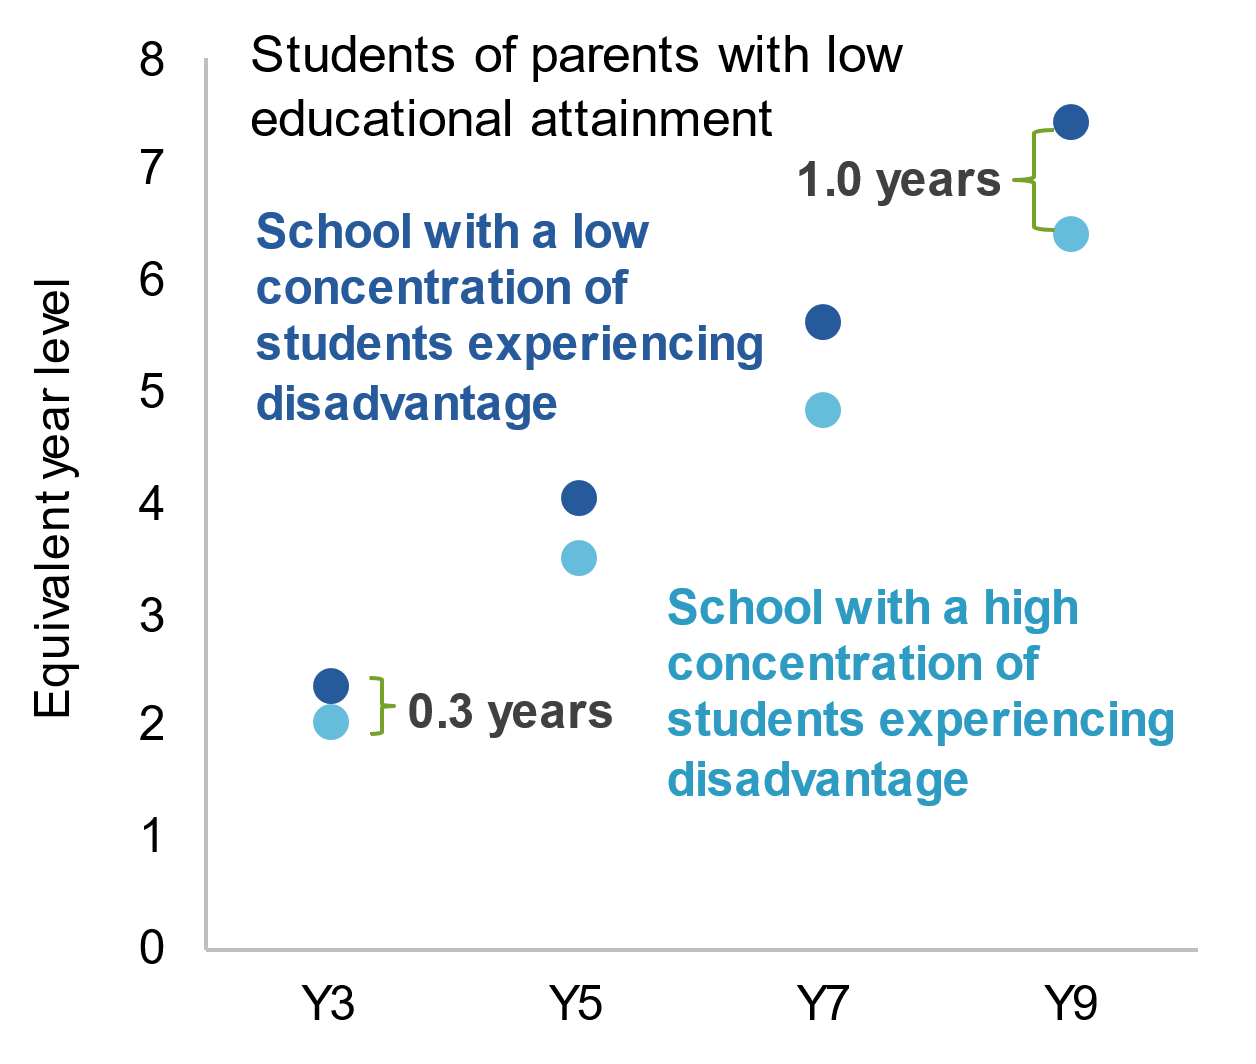 Students of parents with low
educational attainment
8
7
6
5
4
3
2
1
0
Equivalent year level
1.0 years
School with a low
concentration of
students experiencing
disadvantage
School with a high
concentration of
students experiencing
disadvantage
0.3 years
Y3
Y5
Y7
Y9